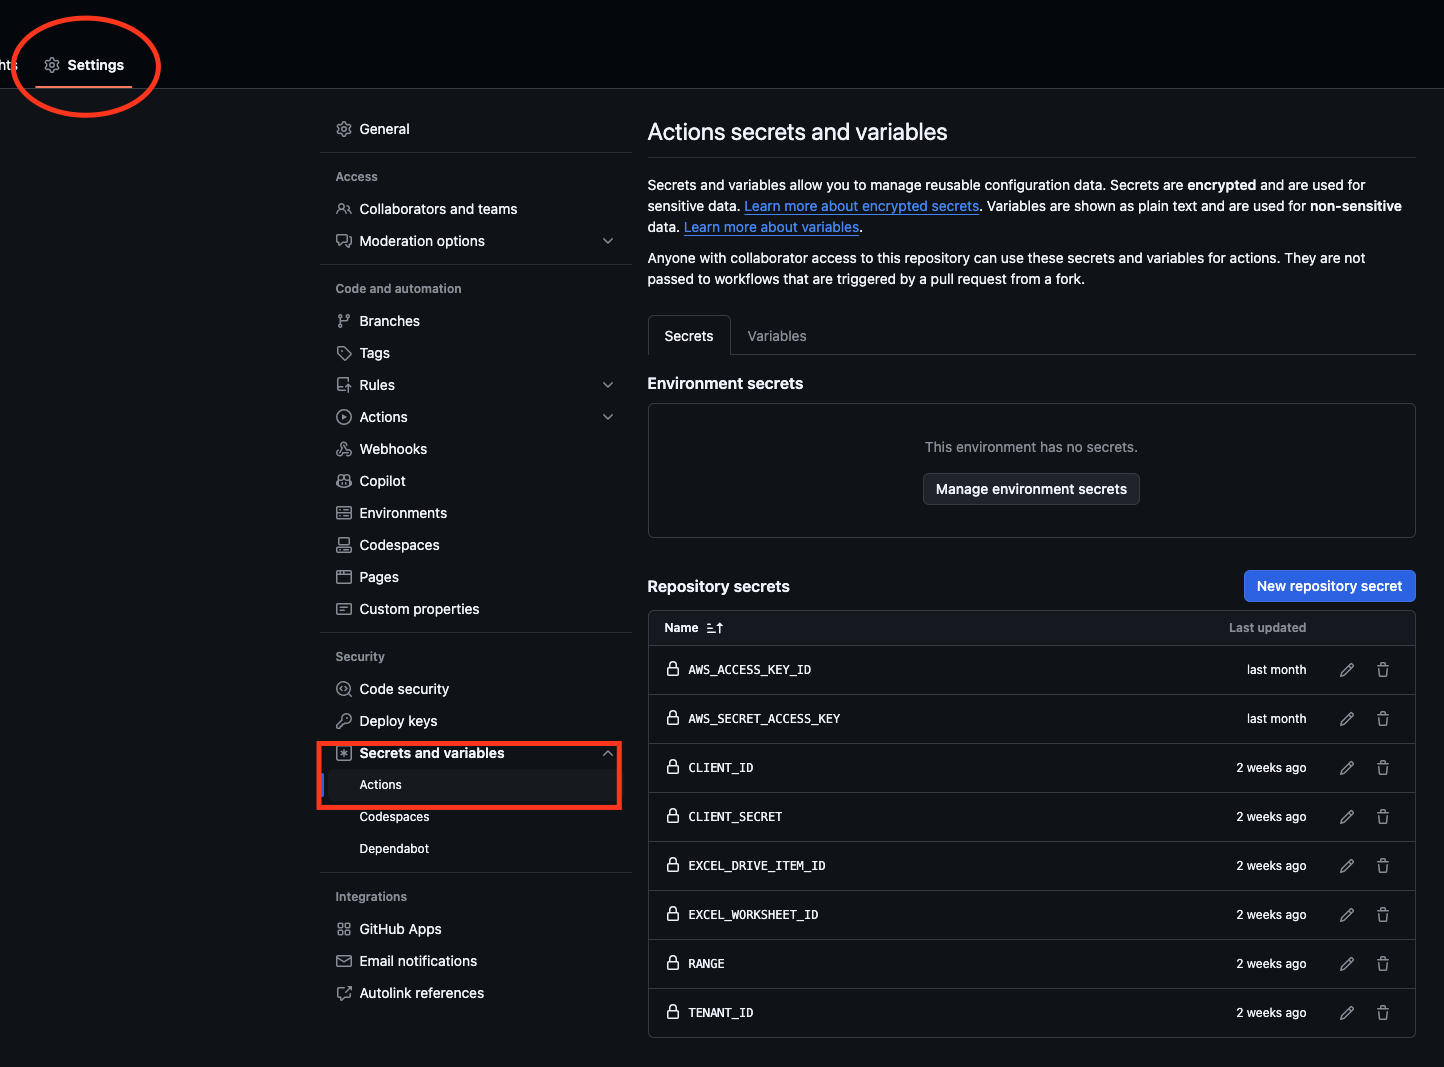 hts
Settings
General
Access
Collaborators and teams
Moderation options
Code and automation
Branches
Tags
Rules
Actions
Webhooks
Copilot
Environments
Codespaces
Pages
Custom properties
Security
Code security
Deploy keys
Secrets and variables
Actions
Codespaces
Dependabot
Integrations
GitHub Apps
Email notifications
Autolink references
Actions secrets and variables
Secrets and variables allow you to manage reusable configuration data. Secrets are encrypted and are used for
sensitive data. Learn more about encrypted secrets. Variables are shown as plain text and are used for non-sensitive
data. Learn more about variables.
Anyone with collaborator access to this repository can use these secrets and variables for actions. They are not
passed to workflows that are triggered by a pull request from a fork.
Secrets Variables
Environment secrets
This environment has no secrets.
Manage environment secrets
Repository secrets New repository secret
Name Last updated
AWS_ACCESS_KEY_ID last month
AWS_SECRET_ACCESS_KEY last month
CLIENT_ID 2 weeks ago
CLIENT_SECRET 2 weeks ago
EXCEL_DRIVE_ITEM_ID 2 weeks ago
EXCEL_WORKSHEET_ID 2 weeks ago
RANGE 2 weeks ago
TENANT_ID 2 weeks ago